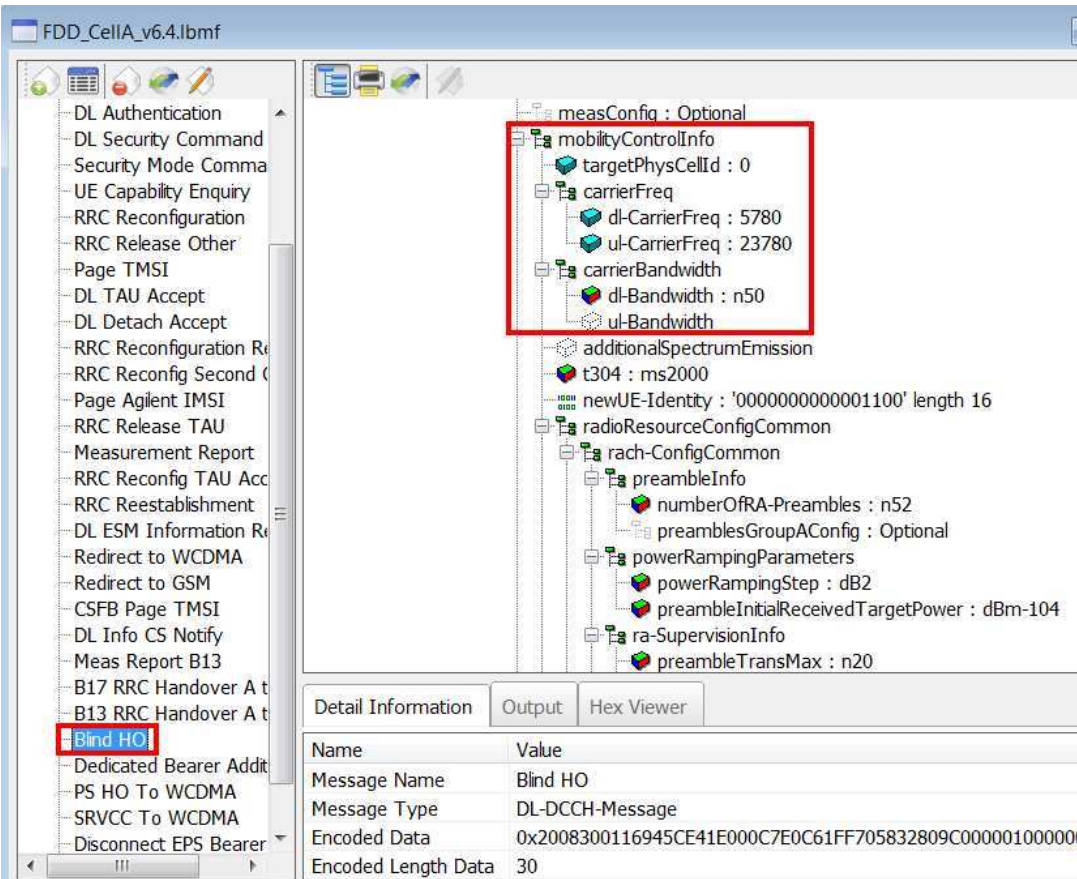 FDD_CellA_v6.4.lbmf
DL Authentication
DL Security Command
Security Mode Comma
UE Capability Enquiry
RRC Reconfiguration
RRC Release Other
Page TMSI
DL TAU Accept
DL Detach Accept
RRC Reconfiguration Re
RRC Reconfig Second C
Page Agilent IMSI
RRC Release TAU
Measurement Report
RRC Reconfig TAU Acc
RRC Reestablishment
DL ESM Information Re
Redirect to WCDMA
Redirect to GSM
CSFB Page TMSI
DL Info CS Notify
Meas Report B13
B17 RRC Handover A t
B13 RRC Handover A t
Blind HO
Dedicated Bearer Addit
PS HO To WCDMA
SRVCC To WCDMA
Disconnect EPS Bearer
measConfig : Optional
mobilityControlInfo
targetPhysCellId : 0
carrierFreq
dl-CarrierFreq : 5780
ul-CarrierFreq : 23780
carrierBandwidth
dl-Bandwidth : n50
ul-Bandwidth
additionalSpectrumEmission
t304 : ms2000
newUE-Identity : '0000000000001100' length 16
radioResourceConfigCommon
rach-ConfigCommon
preambleInfo
numberOfRA-Preambles : n52
preamblesGroupAConfig : Optional
powerRampingParameters
powerRampingStep : dB2
preambleInitialReceivedTargetPower : dBm-104
ra-SupervisionInfo
preambleTransMax : n20
Detail Information Output Hex Viewer
Name Value
Message Name Blind HO
Message Type DL-DCCH-Message
Encoded Data 0x2008300116945CE41E000C7E0C61FF705832809C0000010000000
Encoded Length Data 30